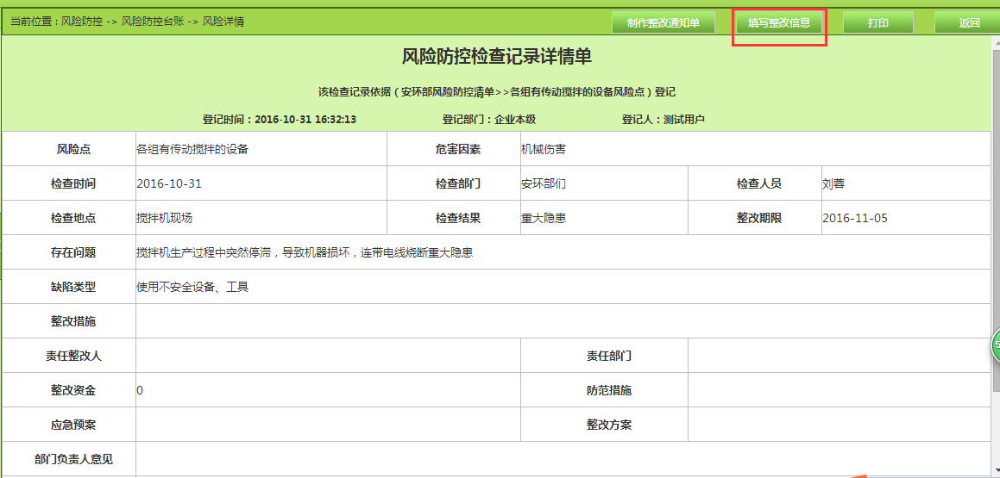 当前位置：风险防控 -> 风险防控台账 -> 风险详情 制作整改通知单 填写整改信息 打印 返回
风险防控检查记录详情单
该检查记录依据（安环部风险防控清单>>各组有传动搅拌的设备风险点）登记
登记时间：2016-10-31 16:32:13 登记部门：企业本级 登记人：测试用户
风险点 各组有传动搅拌的设备 危害因素 机械伤害
检查时间 2016-10-31 检查部门 安环部们 检查人员 刘蓉
检查地点 搅拌机现场 检查结果 重大隐患 整改期限 2016-11-05
存在问题 搅拌机生产过程中突然停滞，导致机器损坏，连带电线烧断重大隐患
缺陷类型 使用不安全设备、工具
整改措施
责任整改人 责任部门
整改资金 0 防范措施
应急预案 整改方案
部门负责人意见